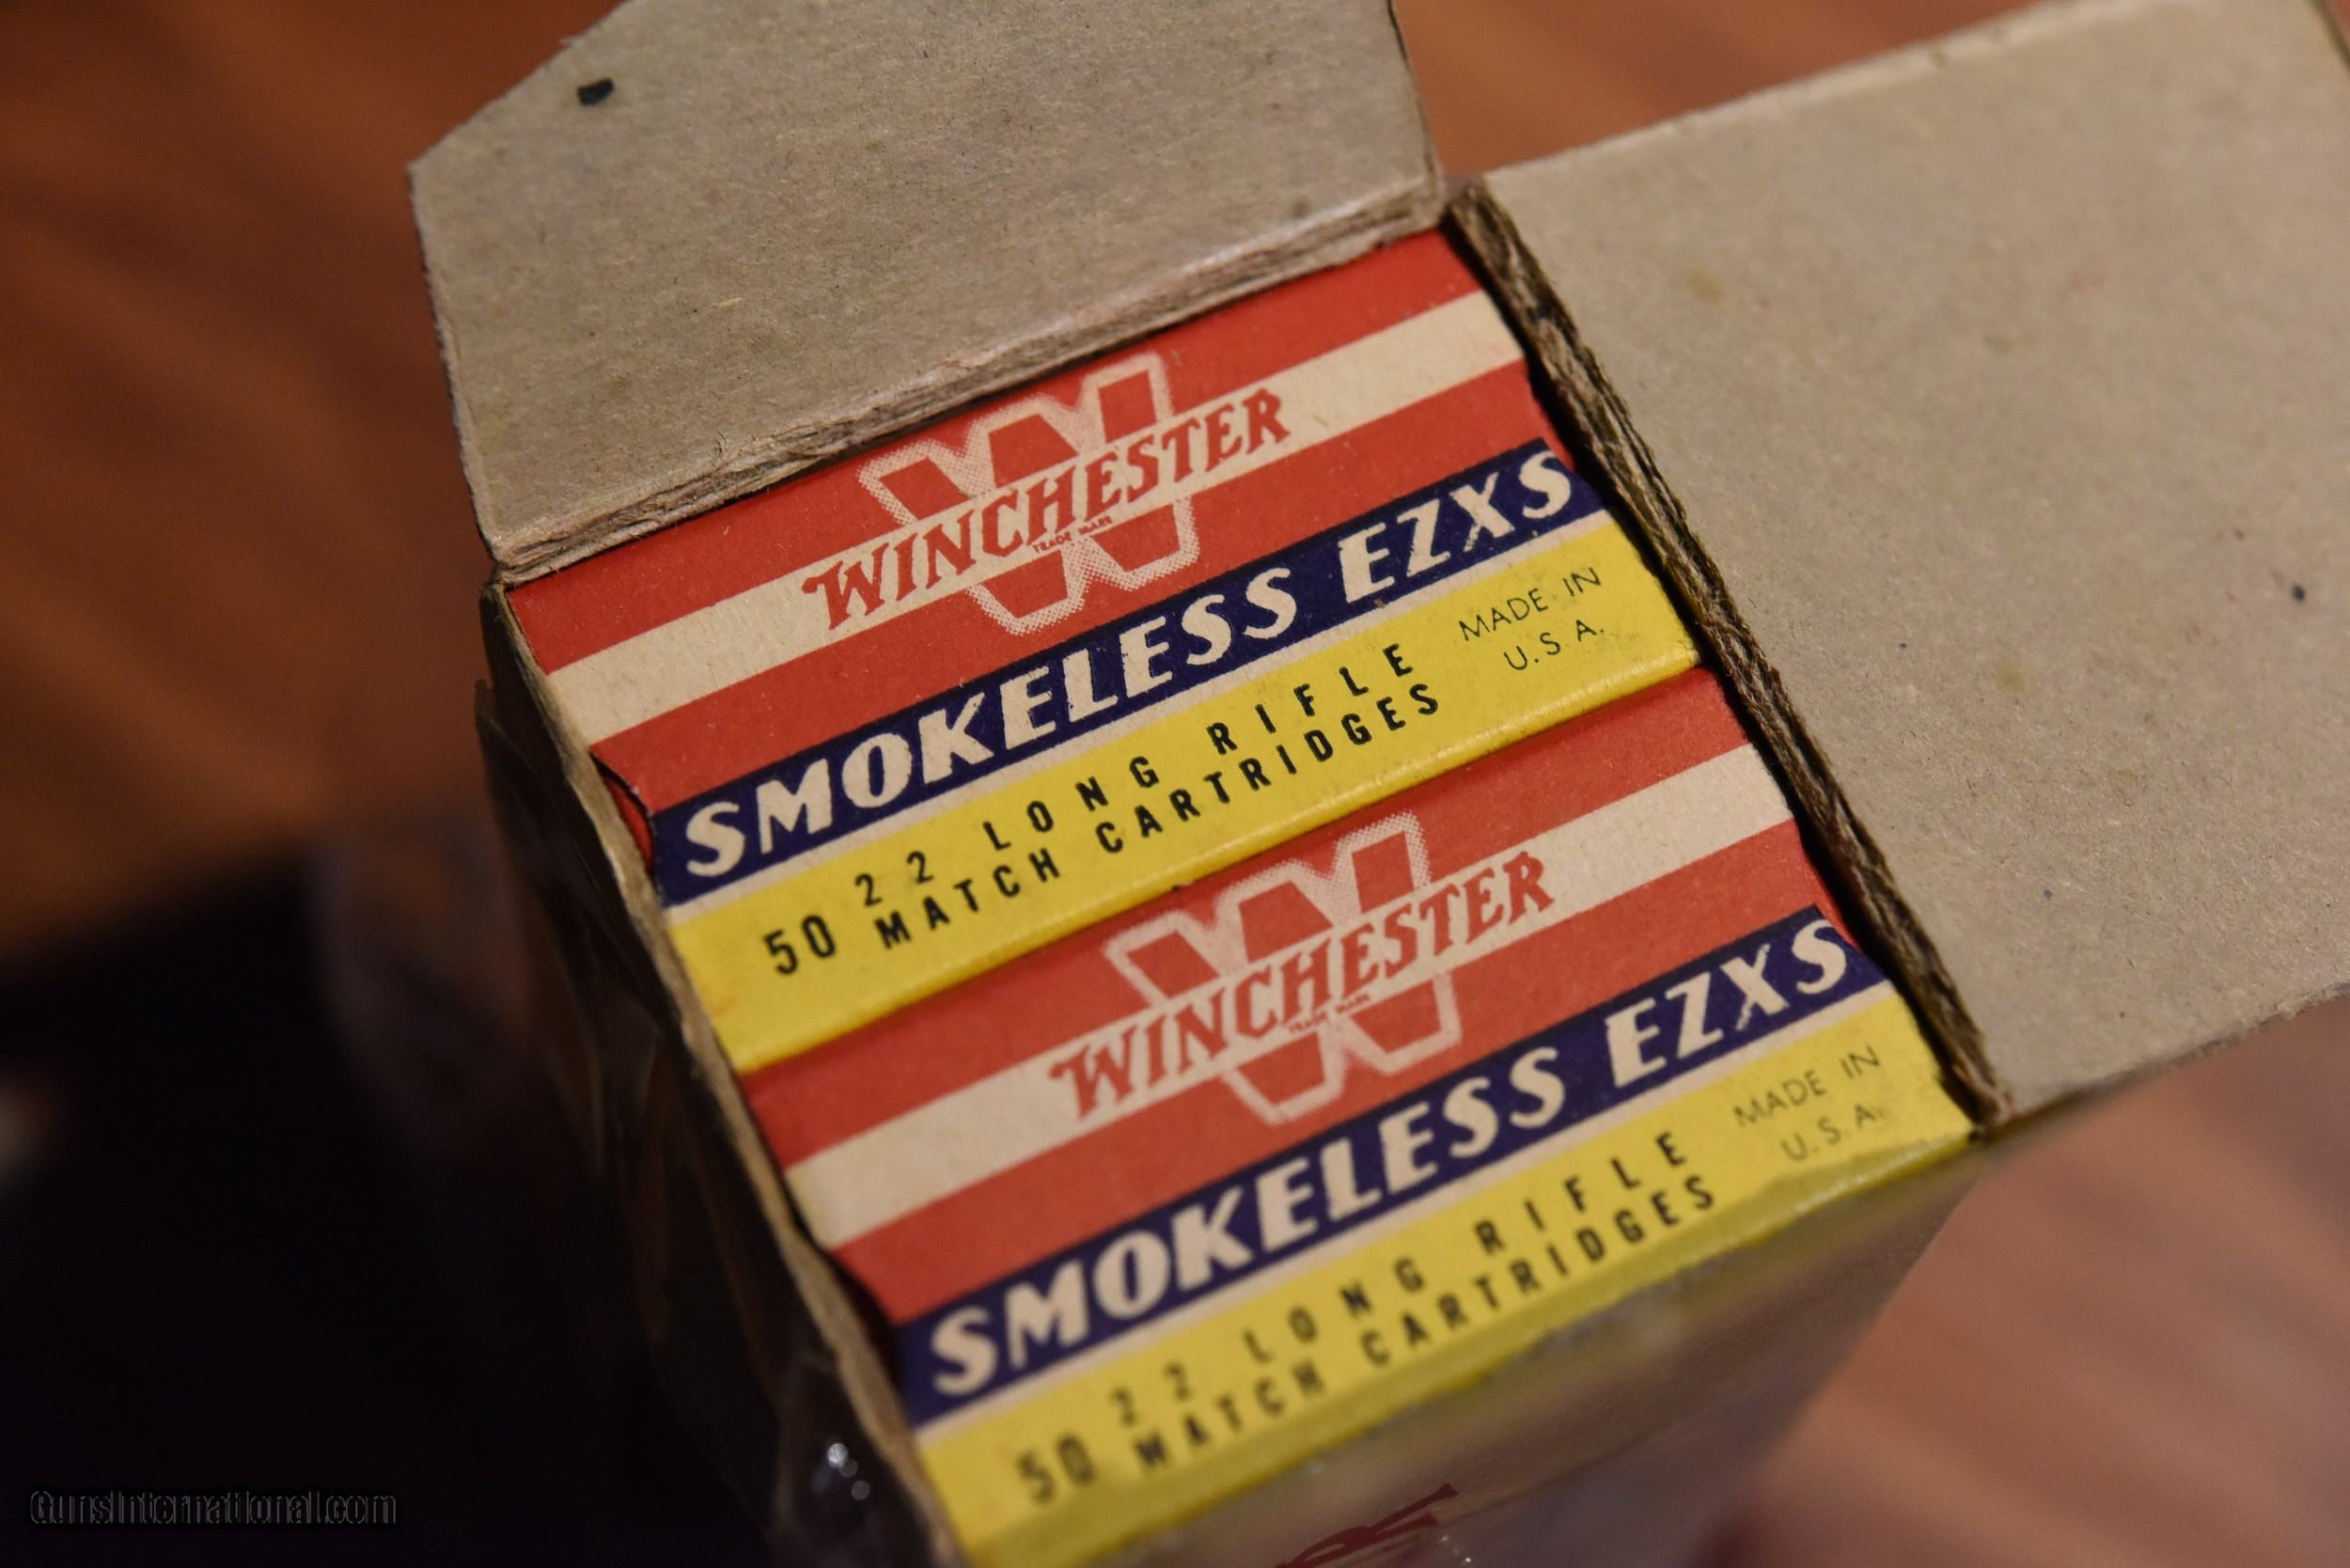 W
WINCHESTER
TRADE MARK
SMOKELESS EZXS
50 22 LONG RIFLE
MATCH CARTRIDGES
MADE IN
U.S.A.
W
WINCHESTER
TRADE MARK
SMOKELESS EZXS
50 22 LONG RIFLE
MATCH CARTRIDGES
MADE IN
U.S.A.
GunsInternational.com